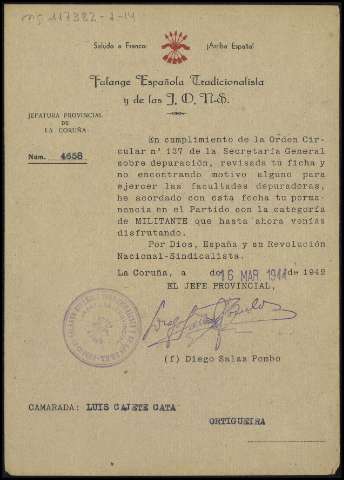 Saludo a Franco:
¡Arriba España!
Falange Española Tradicionalista
y de las J. O. N-S.
JEFATURA PROVINCIAL
DE
LA CORUÑA
Núm. 4658
En cumplimiento de la Orden Cir-
cular nº 137 de la Secretaría General
sobre depuración, revisada tu ficha y
no encontrando motivo alguno para
ejercer las facultades depuradoras,
he acordado con esta fecha tu perma-
nencia en el Partido con la categoría
de MILITANTE que hasta ahora venías
disfrutando.
Por Dios, España y su Revolución
Nacional-Sindicalista.
La Coruña, a de 16 MAR. 1944 de 1942
EL JEFE PROVINCIAL,
(f) Diego Salas Pombo
CAMARADA: LUIS CAJETE CATA
ORTIGUEIRA